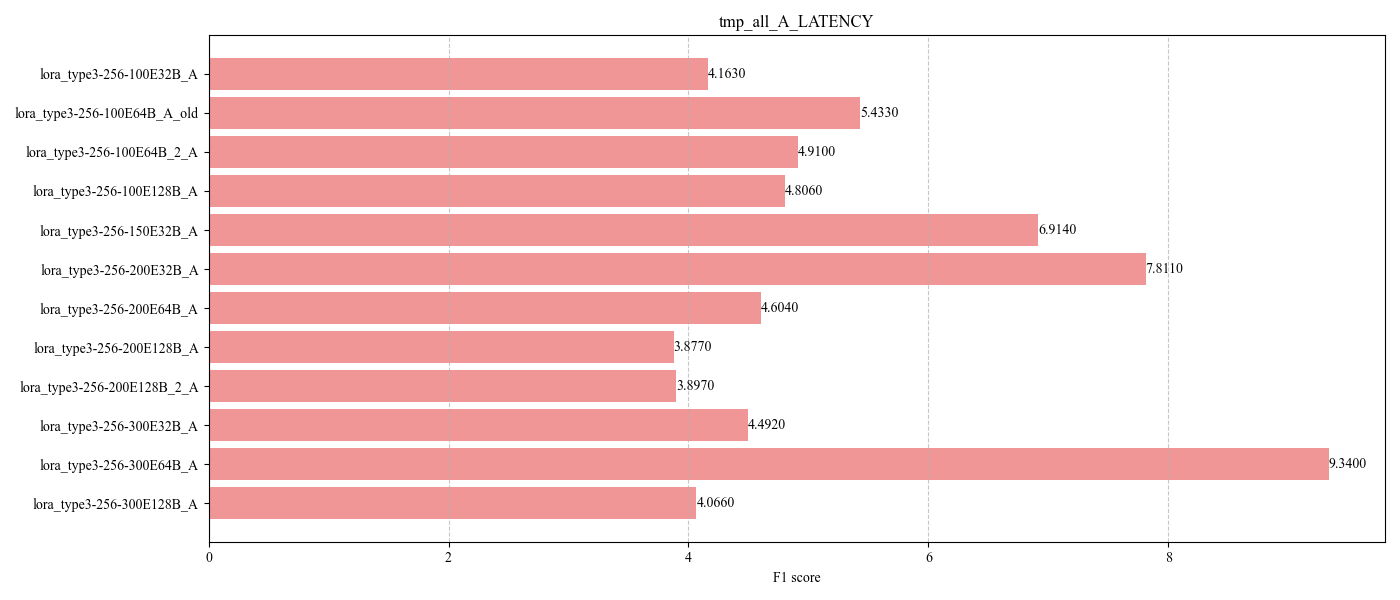 tmp_all_A_LATENCY
lora_type3-256-100E32B_A 4.1630
lora_type3-256-100E64B_A_old 5.4330
lora_type3-256-100E64B_2_A 4.9100
lora_type3-256-100E128B_A 4.8060
lora_type3-256-150E32B_A 6.9140
lora_type3-256-200E32B_A 7.8110
lora_type3-256-200E64B_A 4.6040
lora_type3-256-200E128B_A 3.8770
lora_type3-256-200E128B_2_A 3.8970
lora_type3-256-300E32B_A 4.4920
lora_type3-256-300E64B_A 9.3400
lora_type3-256-300E128B_A 4.0660
0 2 4 6 8
F1 score